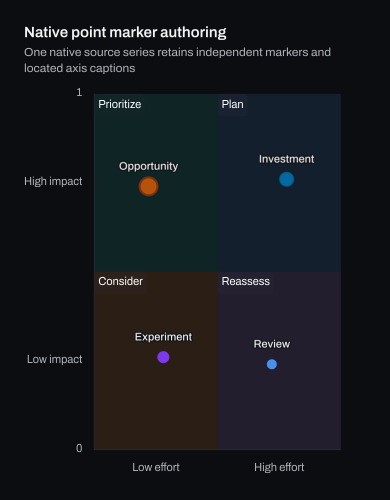 Native point marker authoring
One native source series retains independent markers and
located axis captions
1
Prioritize
Plan
Opportunity
Investment
High impact
Consider
Reassess
Experiment
Review
Low impact
0
Low effort
High effort